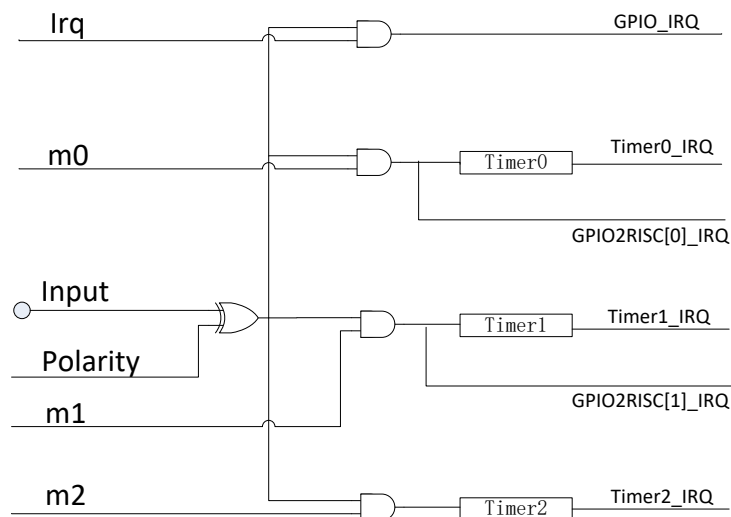 Irq
GPIO_IRQ
m0
Timer0
Timer0_IRQ
GPIO2RISC[0]_IRQ
Input
Timer1
Timer1_IRQ
Polarity
GPIO2RISC[1]_IRQ
m1
m2
Timer2
Timer2_IRQ